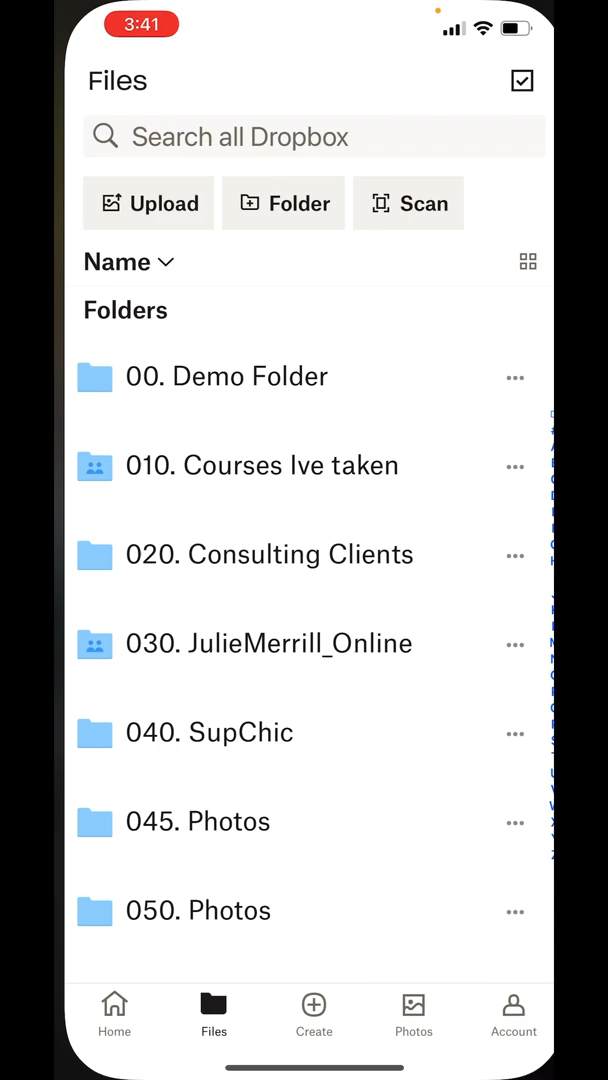 3:41
Files
Search all Dropbox
Upload Folder Scan
Name
Folders
00. Demo Folder
010. Courses Ive taken
020. Consulting Clients
030. JulieMerrill_Online
040. SupChic
045. Photos
050. Photos
Home Files Create Photos Account